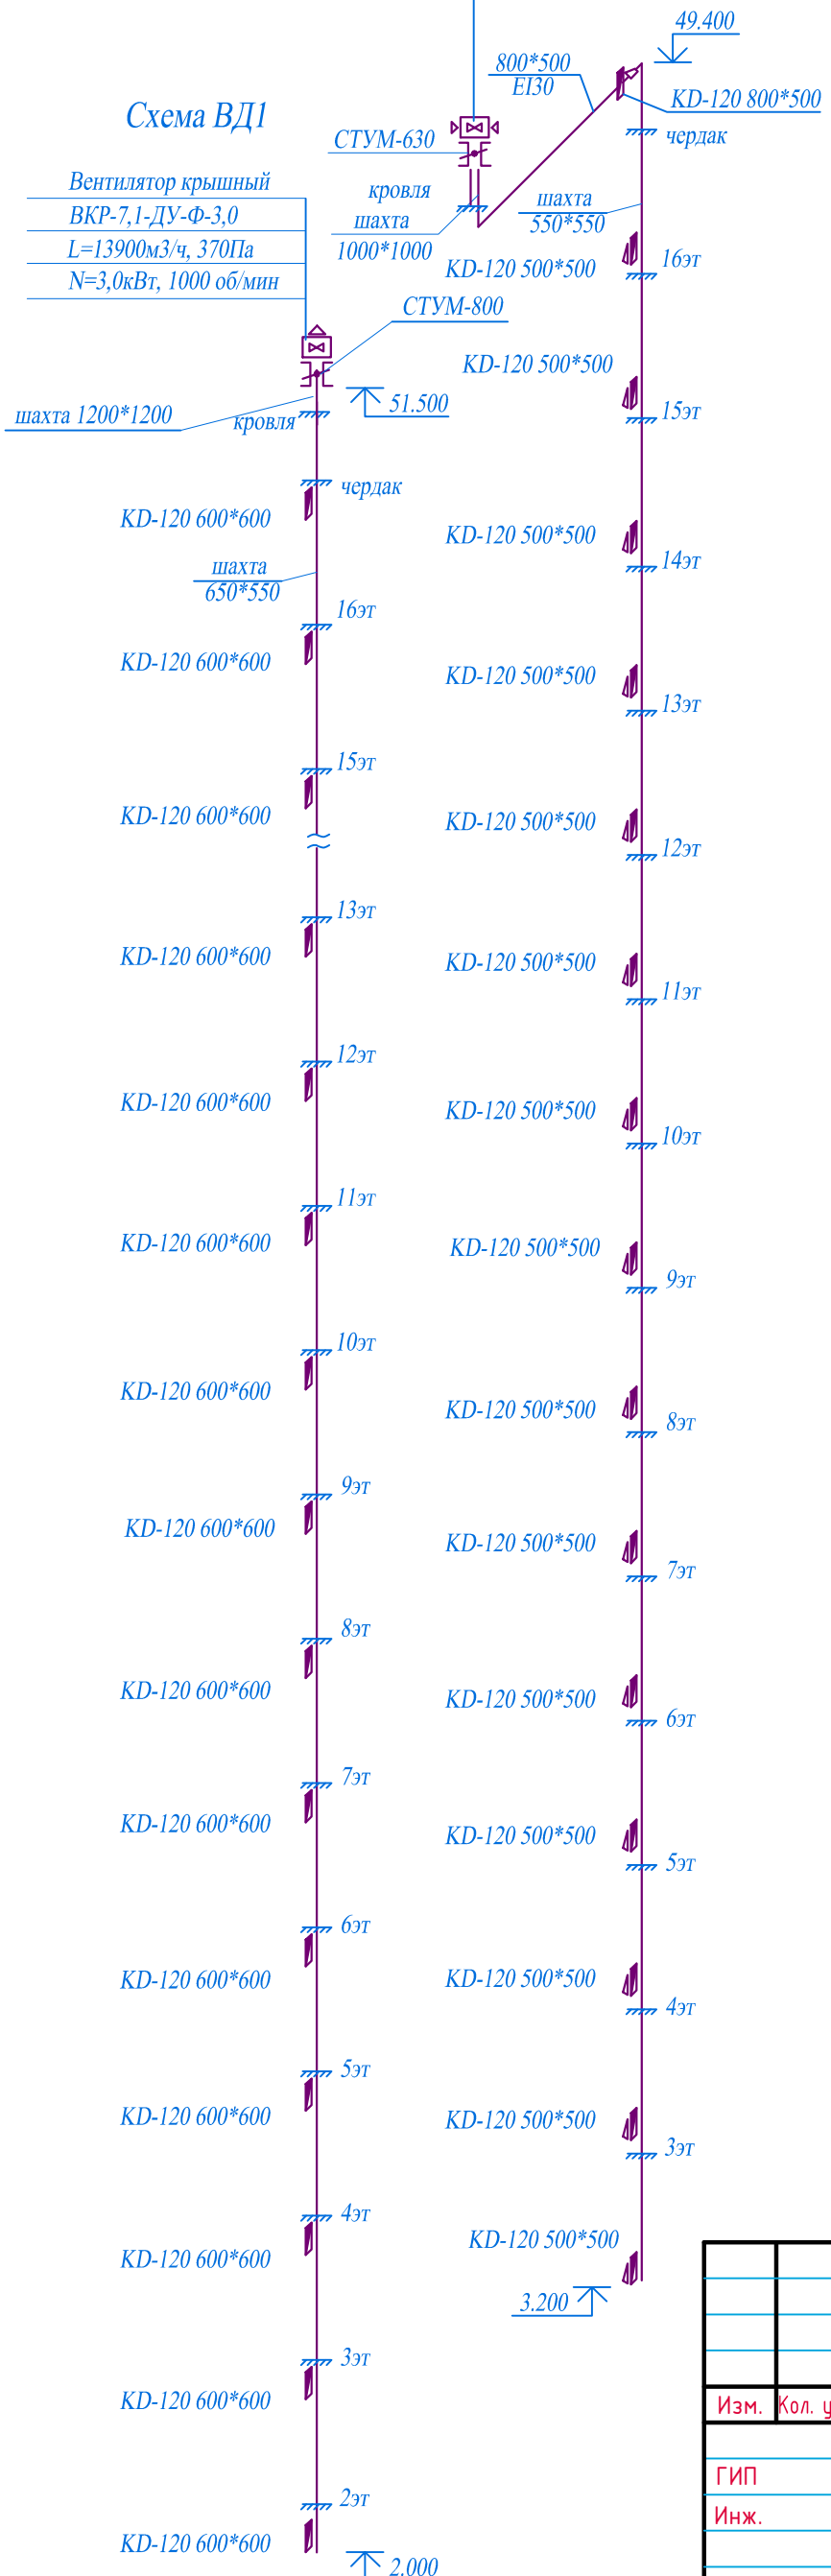 Схема ВД1
Вентилятор крышный
ВКР-7,1-ДУ-Ф-3,0
L=13900м3/ч, 370Па
N=3,0кВт, 1000 об/мин
СТУМ-800
шахта 1200*1200
кровля
51.500
чердак
KD-120 600*600
шахта
650*550
16эт
KD-120 600*600
15эт
KD-120 600*600
13эт
KD-120 600*600
12эт
KD-120 600*600
11эт
KD-120 600*600
10эт
KD-120 600*600
9эт
KD-120 600*600
8эт
KD-120 600*600
7эт
KD-120 600*600
6эт
KD-120 600*600
5эт
KD-120 600*600
4эт
KD-120 600*600
3эт
KD-120 600*600
2эт
KD-120 600*600
2.000
49.400
800*500
EI30
KD-120 800*500
СТУМ-630
чердак
кровля
шахта
1000*1000
шахта
550*550
KD-120 500*500
16эт
KD-120 500*500
15эт
KD-120 500*500
14эт
KD-120 500*500
13эт
KD-120 500*500
12эт
KD-120 500*500
11эт
KD-120 500*500
10эт
KD-120 500*500
9эт
KD-120 500*500
8эт
KD-120 500*500
7эт
KD-120 500*500
6эт
KD-120 500*500
5эт
KD-120 500*500
4эт
KD-120 500*500
3эт
KD-120 500*500
3.200
Изм.
Кол. у
ГИП
Инж.